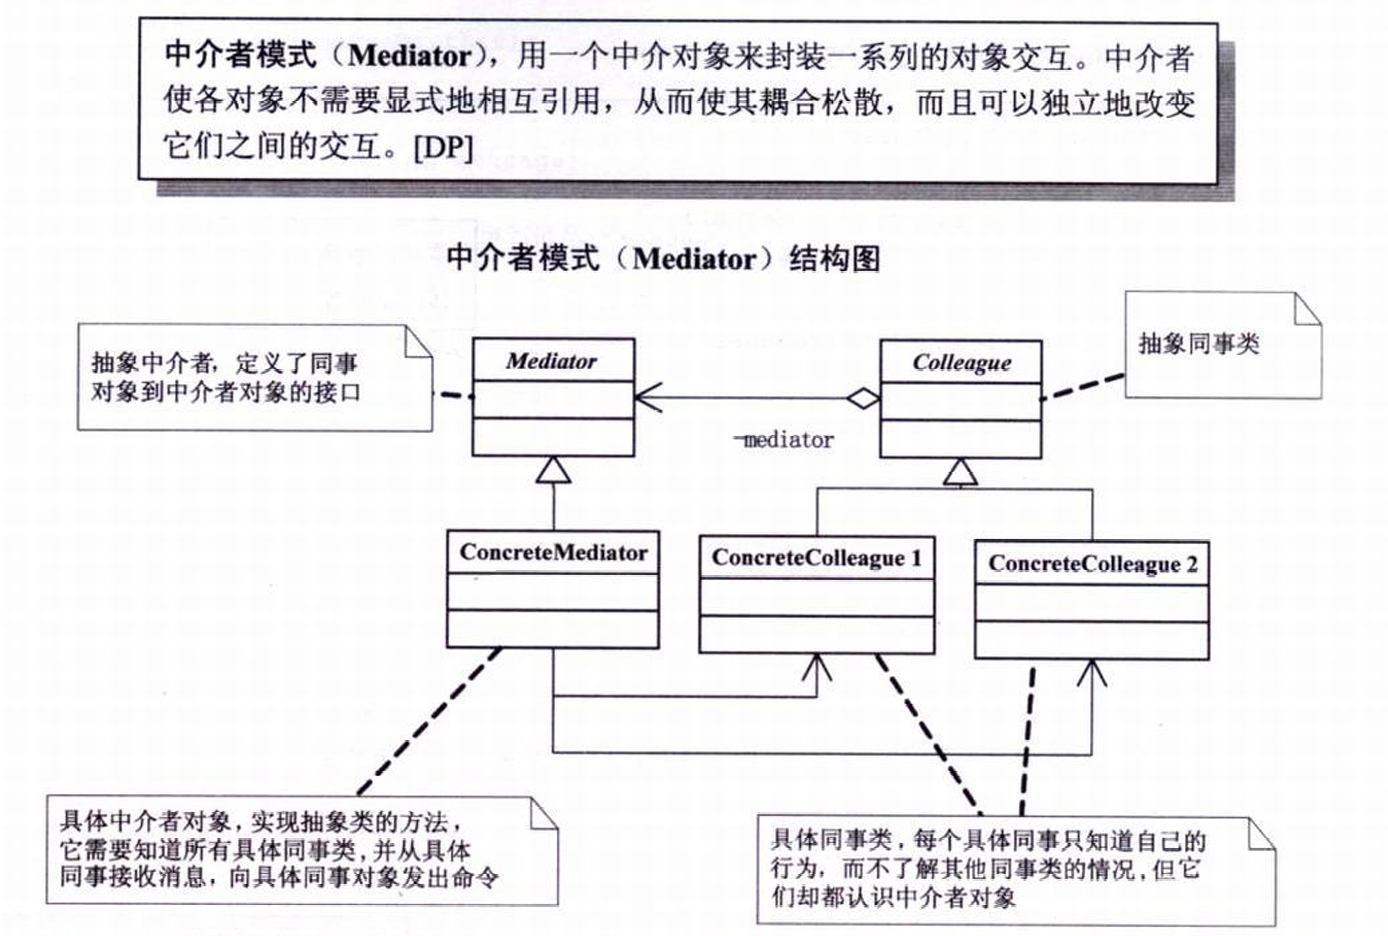 中介者模式（Mediator），用一个中介对象来封装一系列的对象交互。中介者
使各对象不需要显式地相互引用，从而使其耦合松散，而且可以独立地改变
它们之间的交互。[DP]
中介者模式（Mediator）结构图
抽象中介者，定义了同事
对象到中介者对象的接口
Mediator
Colleague
抽象同事类
-mediator
ConcreteMediator
ConcreteColleague 1
ConcreteColleague 2
具体中介者对象，实现抽象类的方法，
它需要知道所有具体同事类，并从具体
同事接收消息，向具体同事对象发出命令
具体同事类，每个具体同事只知道自己的
行为，而不了解其他同事类的情况，但它
们却都认识中介者对象